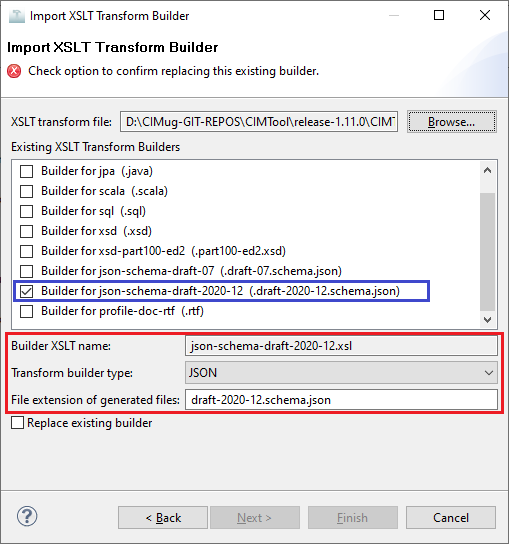 Import XSLT Transform Builder
Import XSLT Transform Builder
Check option to confirm replacing this existing builder.
XSLT transform file: D:\CIMug-GIT-REPOS\CIMTool\release-1.11.0\CIMT Browse...
Existing XSLT Transform Builders
Builder for jpa (.java)
Builder for scala (.scala)
Builder for sql (.sql)
Builder for xsd (.xsd)
Builder for xsd-part100-ed2 (.part100-ed2.xsd)
Builder for json-schema-draft-07 (.draft-07.schema.json)
Builder for json-schema-draft-2020-12 (.draft-2020-12.schema.json)
Builder for profile-doc-rtf (.rtf)
Builder XSLT name: json-schema-draft-2020-12.xsl
Transform builder type: JSON
File extension of generated files: draft-2020-12.schema.json
Replace existing builder
? < Back Next > Finish Cancel